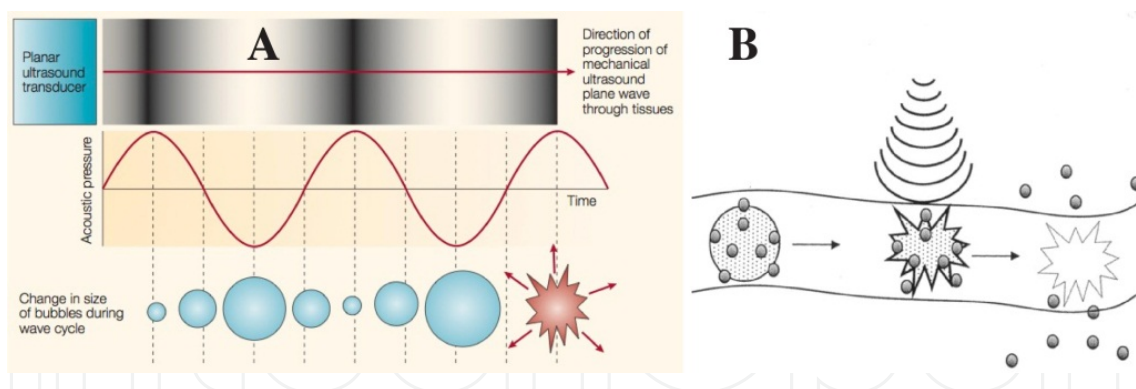 A
B
Planar
ultrasound
transducer
Direction of
progression of
mechanical
ultrasound
plane wave
through tissues
Acoustic pressure
Time
Change in size
of bubbles during
wave cycle